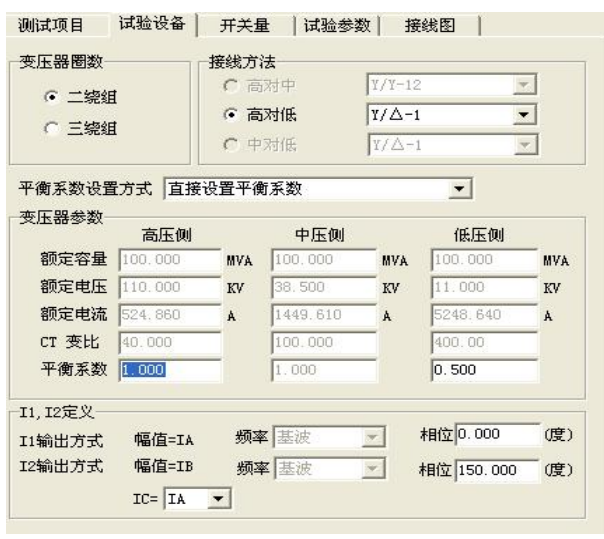 测试项目 试验设备 开关量 试验参数 接线图
变压器圈数 接线方法
二绕组
三绕组
高对中 Y/Y-12
高对低 Y/△-1
中对低 Y/△-1
平衡系数设置方式 直接设置平衡系数
变压器参数
高压侧 中压侧 低压侧
额定容量 100.000 MVA 100.000 MVA 100.000 MVA
额定电压 110.000 KV 38.500 KV 11.000 KV
额定电流 524.860 A 1449.610 A 5248.640 A
CT 变比 40.000 100.000 400.00
平衡系数 1.000 1.000 0.500
I1,I2定义
I1输出方式 幅值=IA 频率 基波 相位 0.000 (度)
I2输出方式 幅值=IB 频率 基波 相位 150.000 (度)
IC= IA